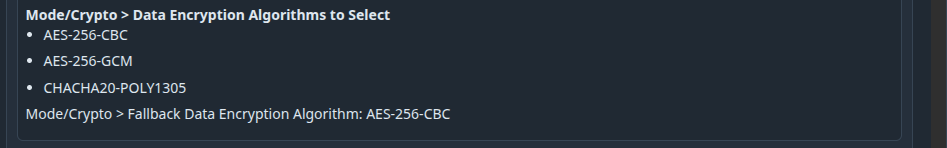 Mode/Crypto > Data Encryption Algorithms to Select
• AES-256-CBC
• AES-256-GCM
• CHACHA20-POLY1305
Mode/Crypto > Fallback Data Encryption Algorithm: AES-256-CBC